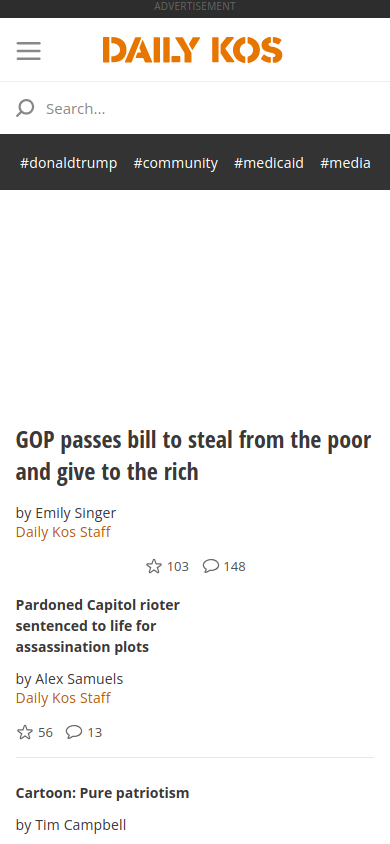 ADVERTISEMENT
DAILY KOS
Search...
#donaldtrump #community #medicaid #media
GOP passes bill to steal from the poor
and give to the rich
by Emily Singer
Daily Kos Staff
103 148
Pardoned Capitol rioter
sentenced to life for
assassination plots
by Alex Samuels
Daily Kos Staff
56 13
Cartoon: Pure patriotism
by Tim Campbell